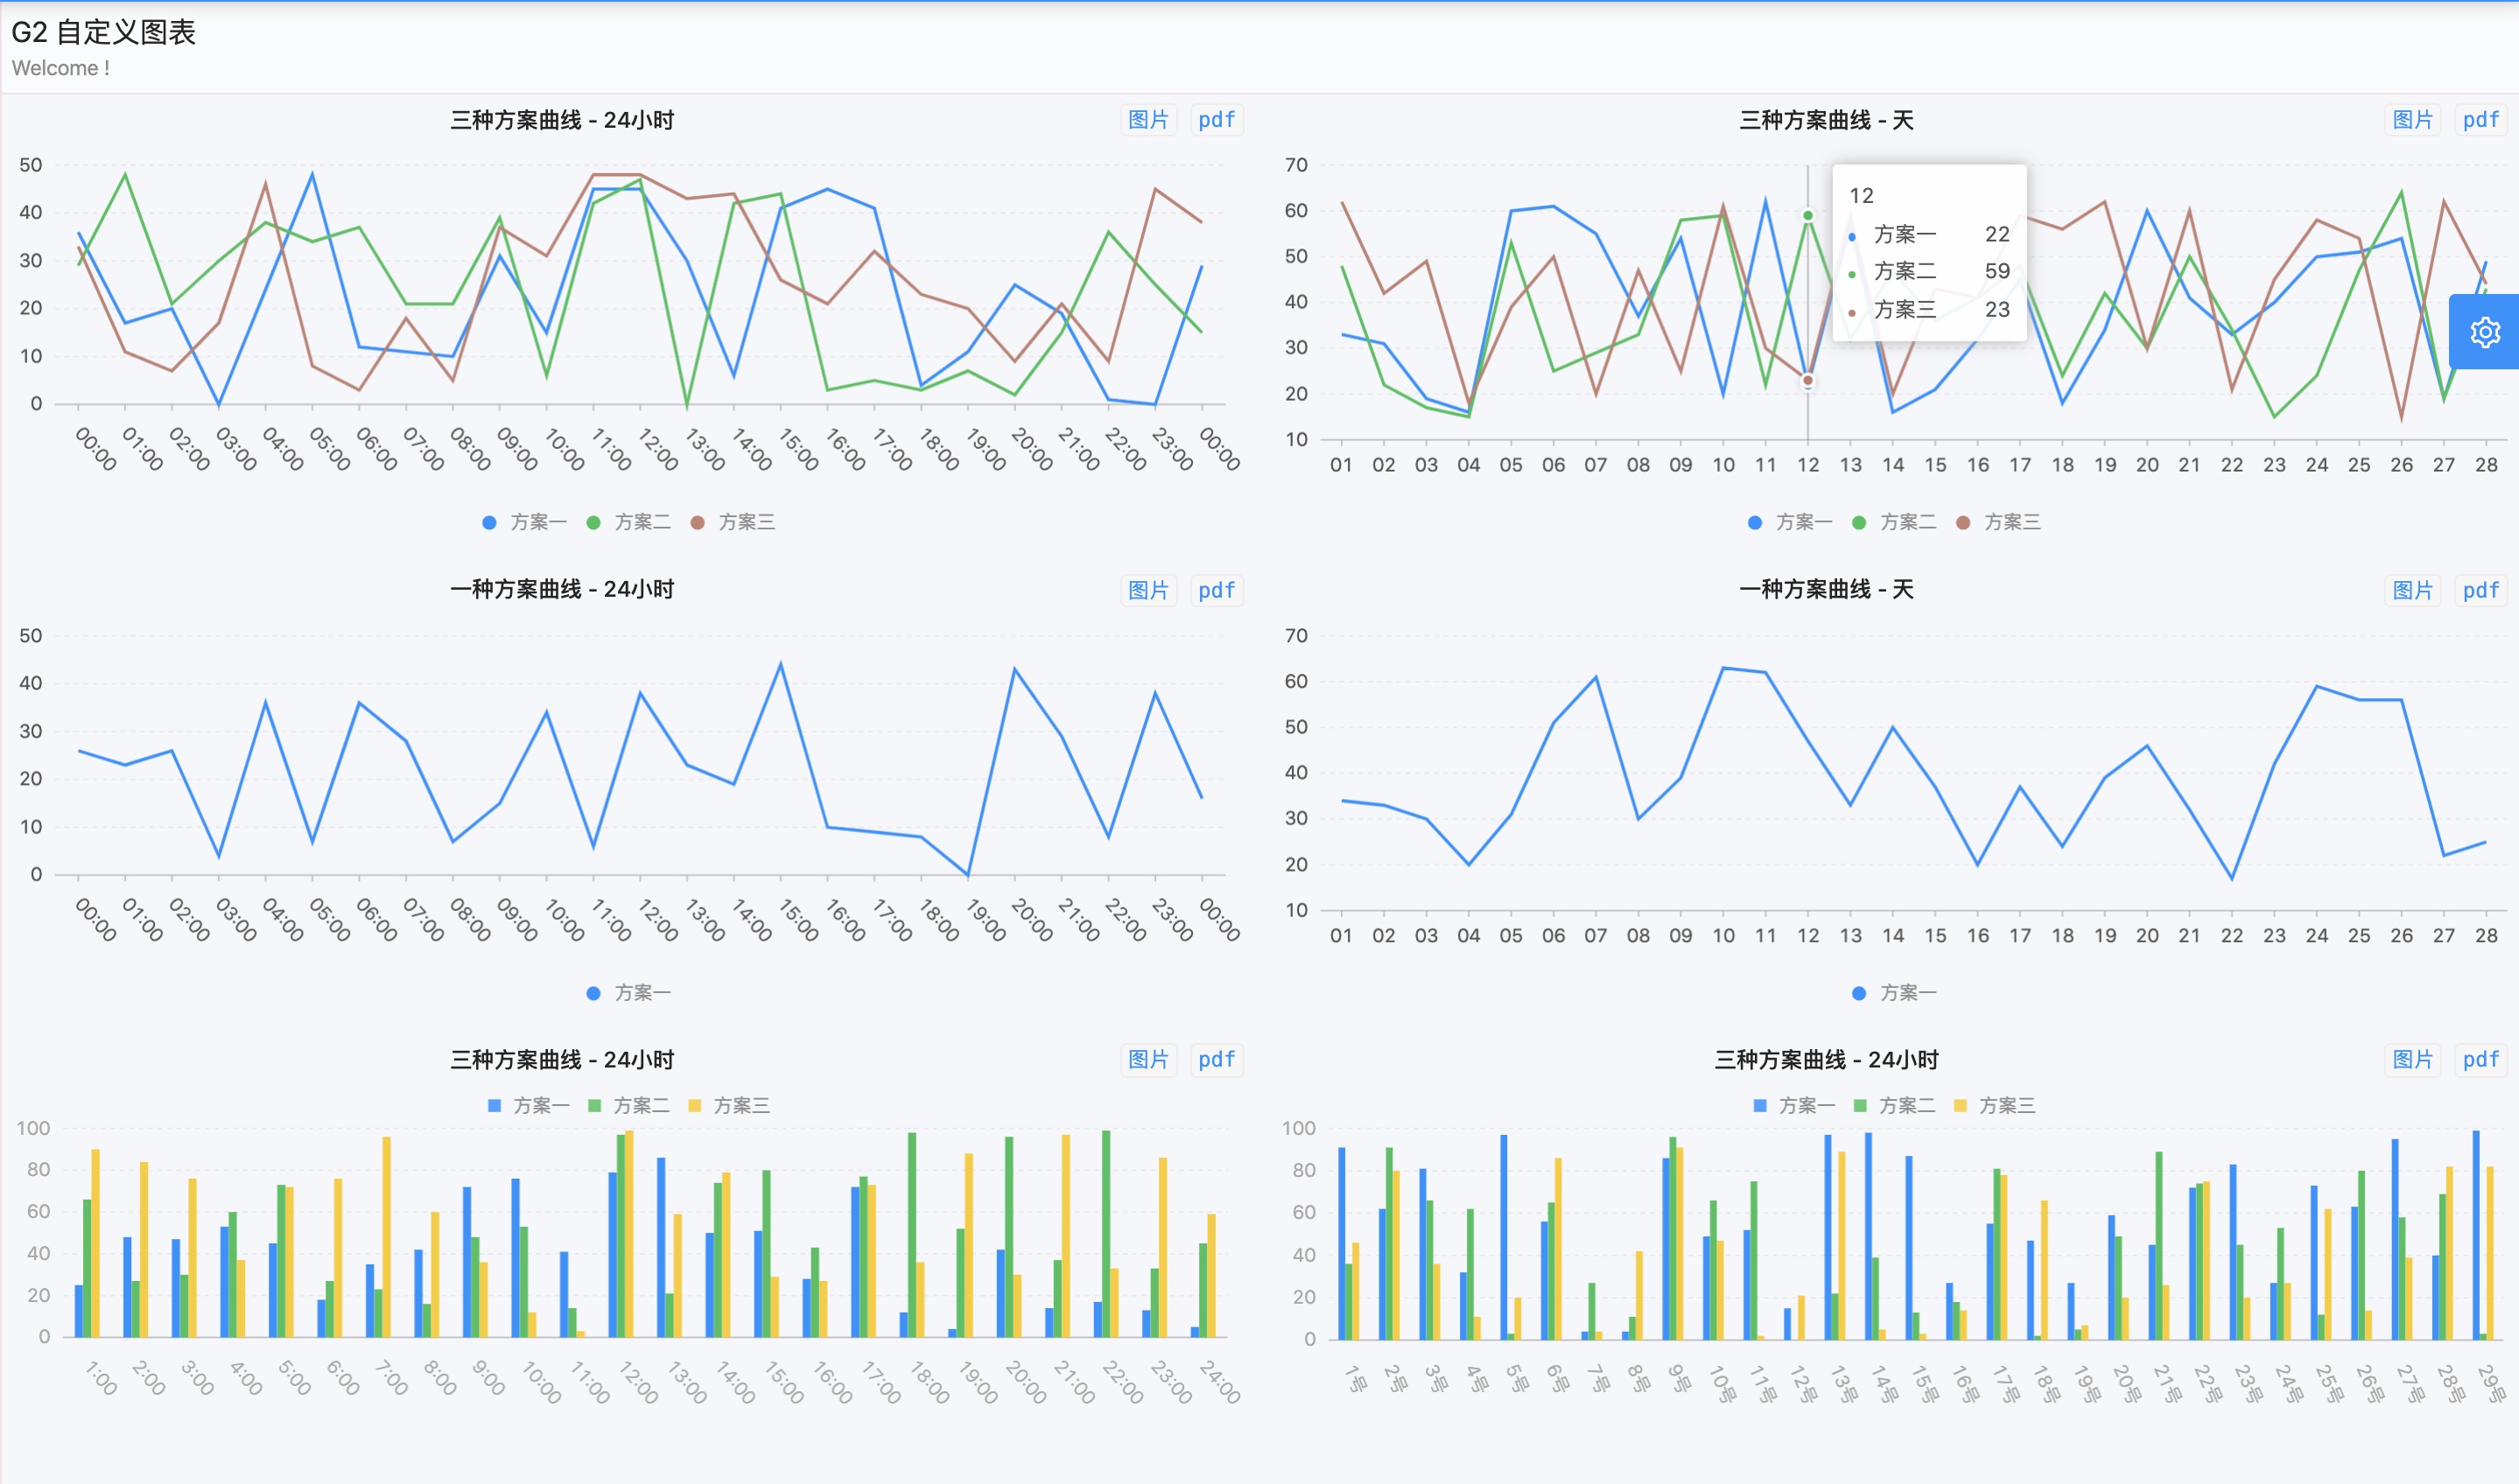 G2 自定义图表
Welcome !
三种方案曲线 - 24小时 图片 pdf
50
40
30
20
10
0
00:00 01:00 02:00 03:00 04:00 05:00 06:00 07:00 08:00 09:00 10:00 11:00 12:00 13:00 14:00 15:00 16:00 17:00 18:00 19:00 20:00 21:00 22:00 23:00 00:00
方案一 方案二 方案三
三种方案曲线 - 天 图片 pdf
70
60
50
40
30
20
10
12
方案一 22
方案二 59
方案三 23
01 02 03 04 05 06 07 08 09 10 11 12 13 14 15 16 17 18 19 20 21 22 23 24 25 26 27 28
方案一 方案二 方案三
一种方案曲线 - 24小时 图片 pdf
50
40
30
20
10
0
00:00 01:00 02:00 03:00 04:00 05:00 06:00 07:00 08:00 09:00 10:00 11:00 12:00 13:00 14:00 15:00 16:00 17:00 18:00 19:00 20:00 21:00 22:00 23:00 00:00
方案一
一种方案曲线 - 天 图片 pdf
70
60
50
40
30
20
10
01 02 03 04 05 06 07 08 09 10 11 12 13 14 15 16 17 18 19 20 21 22 23 24 25 26 27 28
方案一
三种方案曲线 - 24小时 图片 pdf
方案一 方案二 方案三
100
80
60
40
20
0
1:00 2:00 3:00 4:00 5:00 6:00 7:00 8:00 9:00 10:00 11:00 12:00 13:00 14:00 15:00 16:00 17:00 18:00 19:00 20:00 21:00 22:00 23:00 24:00
三种方案曲线 - 24小时 图片 pdf
方案一 方案二 方案三
100
80
60
40
20
0
1号 2号 3号 4号 5号 6号 7号 8号 9号 10号 11号 12号 13号 14号 15号 16号 17号 18号 19号 20号 21号 22号 23号 24号 25号 26号 27号 28号 29号